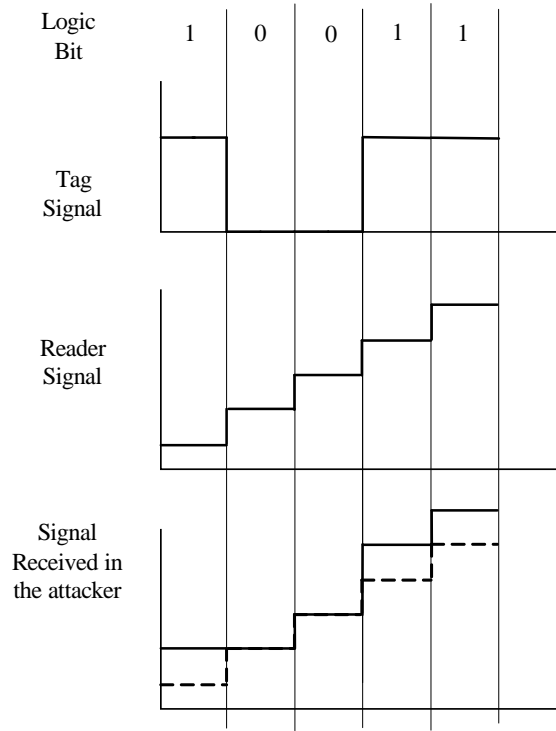 Logic
Bit
1 0 0 1 1
Tag
Signal
Reader
Signal
Signal
Received in
the attacker